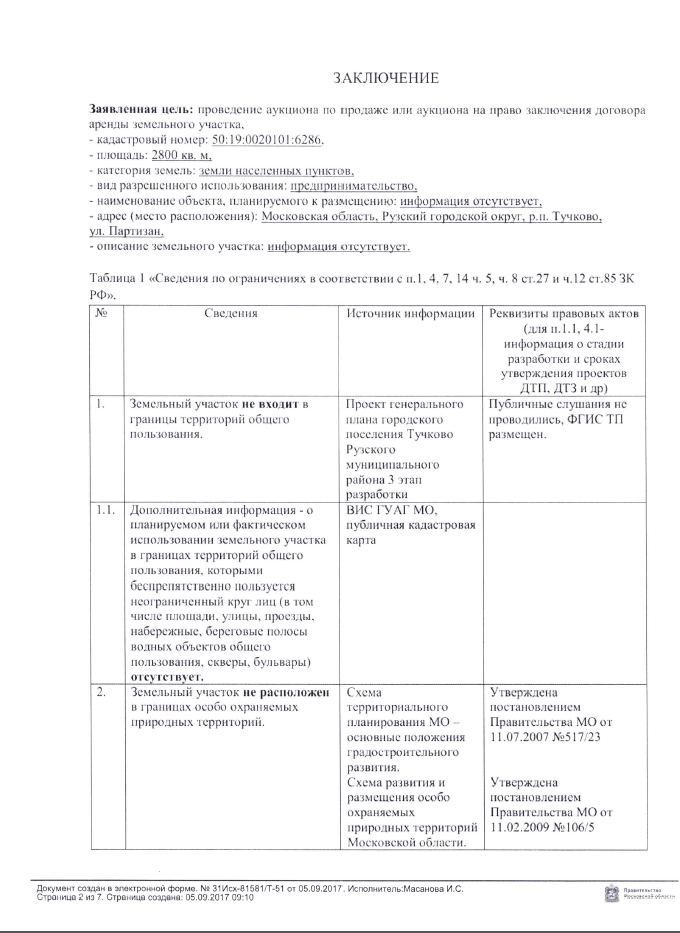 ЗАКЛЮЧЕНИЕ
Заявленная цель: проведение аукциона по продаже или аукциона на право заключения договора
аренды земельного участка,
- кадастровый номер: 50:19:0020101:6286,
- площадь: 2800 кв. м,
- категория земель: земли населенных пунктов,
- вид разрешенного использования: предпринимательство,
- наименование объекта, планируемого к размещению: информация отсутствует,
- адрес (место расположения): Московская область, Рузский городской округ, р.п. Тучково,
ул. Партизан,
- описание земельного участка: информация отсутствует.
Таблица 1 «Сведения по ограничениях в соответствии с п.1, 4, 7, 14 ч. 5, ч. 8 ст.27 и ч.12 ст.85 ЗК
РФ».
№
Сведения
Источник информации
Реквизиты правовых актов
(для п.1.1, 4.1-
информация о стадии
разработки и сроках
утверждения проектов
ДТП, ДТЗ и др)
1.
Земельный участок не входит в
границы территорий общего
пользования.
Проект генерального
плана городского
поселения Тучково
Рузского
муниципального
района 3 этап
разработки
Публичные слушания не
проводились, ФГИС ТП
размещен.
1.1.
Дополнительная информация - о
планируемом или фактическом
использовании земельного участка
в границах территорий общего
пользования, которыми
беспрепятственно пользуется
неограниченный круг лиц (в том
числе площади, улицы, проезды,
набережные, береговые полосы
водных объектов общего
пользования, скверы, бульвары)
отсутствует.
ВИС ГУАГ МО,
публичная кадастровая
карта
2.
Земельный участок не расположен
в границах особо охраняемых
природных территорий.
Схема
территориального
планирования МО –
основные положения
градостроительного
развития.
Схема развития и
размещения особо
охраняемых
природных территорий
Московской области.
Утверждена
постановлением
Правительства МО от
11.07.2007 №517/23
Утверждена
постановлением
Правительства МО от
11.02.2009 №106/5
Документ создан в электронной форме. № 31Исх-81581/Т-51 от 05.09.2017. Исполнитель:Масанова И.С.
Страница 2 из 7. Страница создана: 05.09.2017 09:10
Правительство
Московской области